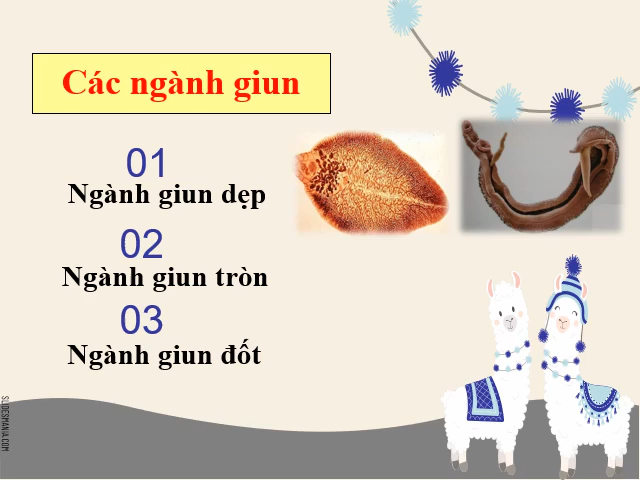 Các ngành giun
01
Ngành giun dẹp
02
Ngành giun tròn
03
Ngành giun đốt
SLIDESMANIA.COM